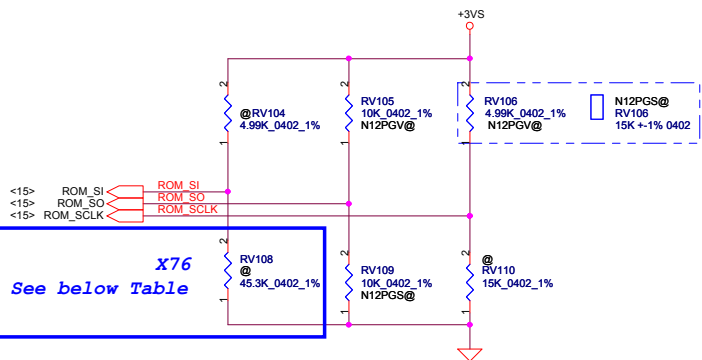 +3VS
2
2
2
@RV104
4.99K_0402_1%
RV105
10K_0402_1%
N12PGV@
RV106
4.99K_0402_1%
N12PGV@
N12PGS@
RV106
15K +-1% 0402
1
1
1
<15> ROM_SI ROM_SI
<15> ROM_SO ROM_SO
<15> ROM_SCLK ROM_SCLK
2
2
2
X76
See below Table
RV108
@
45.3K_0402_1%
RV109
10K_0402_1%
N12PGS@
@
RV110
15K_0402_1%
1
1
1